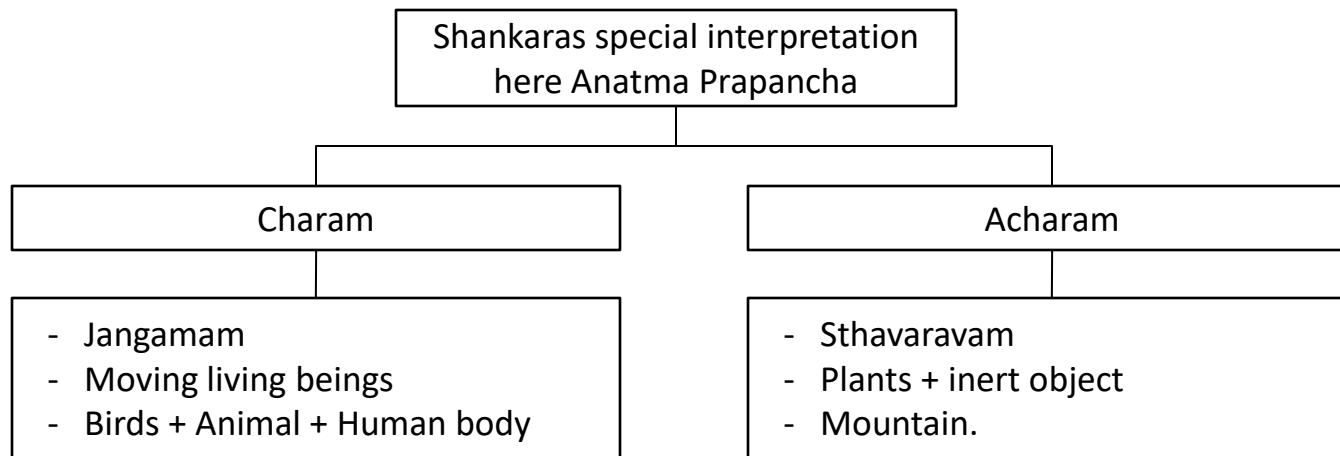 Shankaras special interpretation
here Anatma Prapancha
Charam
Acharam
- Jangamam
- Moving living beings
- Birds + Animal + Human body
- Sthavaravam
- Plants + inert object
- Mountain.